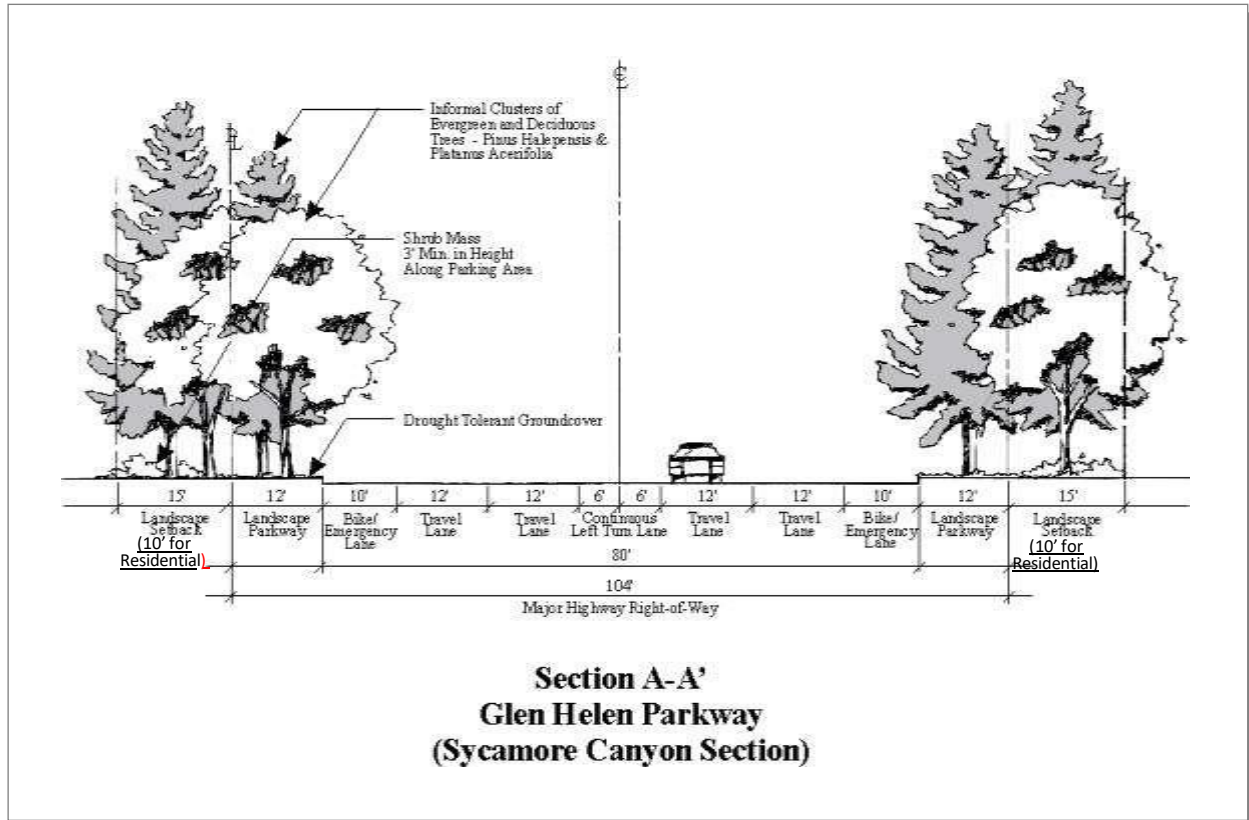 ℄
Informal Clusters of
Evergreen and Deciduous
Trees - Pinus Halepensis &
Platanus Acerifolia
PL
Shrub Mass
3' Min. in Height
Along Parking Area
Drought Tolerant Groundcover
15' 12' 10' 12' 12' 6' 6' 12' 12' 10' 12' 15'
Landscape Setback
(10' for Residential)
Landscape Parkway
Bike/ Emergency Lane
Travel Lane
Travel Lane
Continuous Left Turn Lane
Travel Lane
Travel Lane
Bike/ Emergency Lane
Landscape Parkway
Landscape Setback
(10' for Residential)
80'
104'
Major Highway Right-of-Way
Section A-A'
Glen Helen Parkway
(Sycamore Canyon Section)